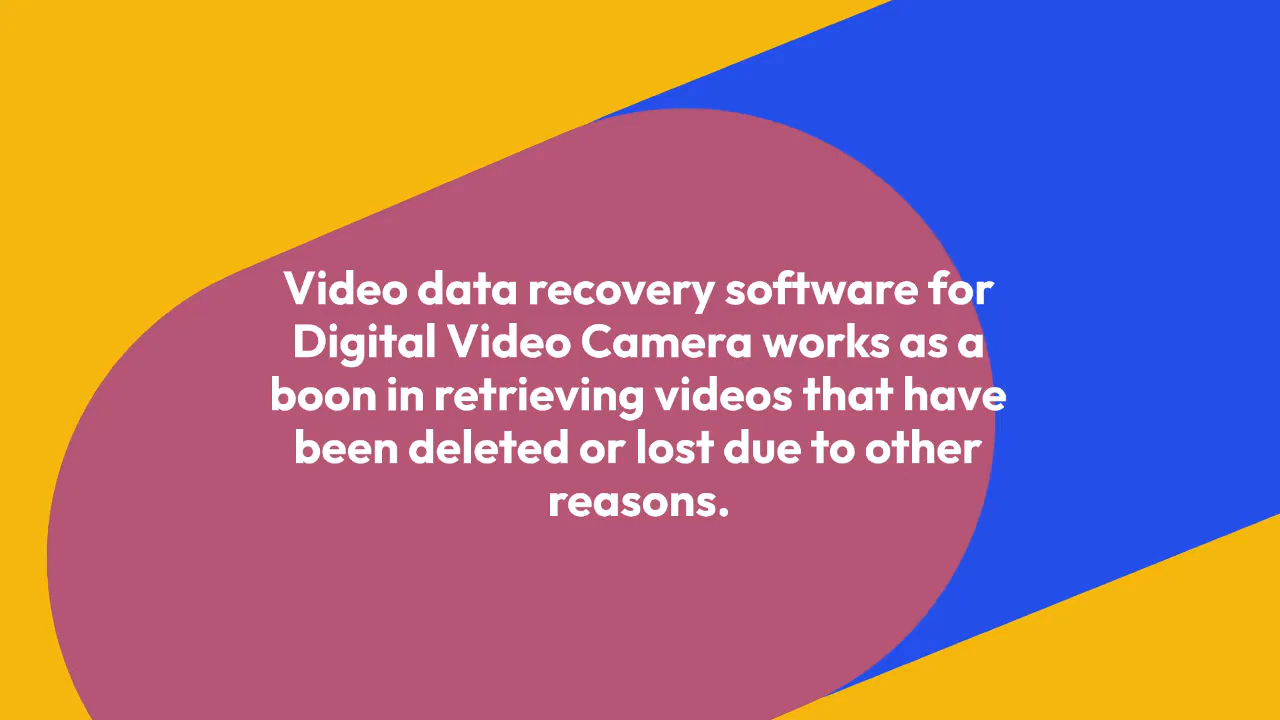 Video data recovery software for
Digital Video Camera works as a
boon in retrieving videos that have
been deleted or lost due to other
reasons.